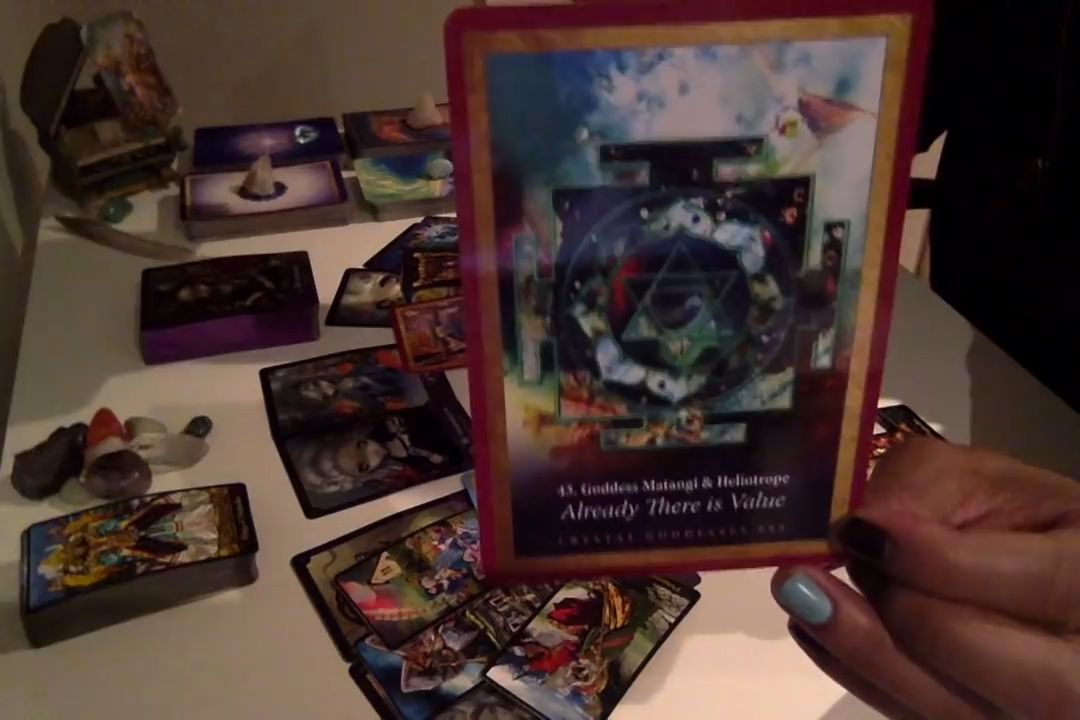 43. Goddess Matangi & Heliotrope
Already There is Value
CRYSTAL GODDESSES 888